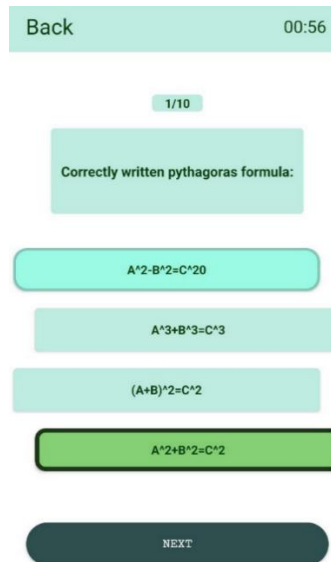 Back 00:56
1/10
Correctly written pythagoras formula:
A^2-B^2=C^20
A^3+B^3=C^3
(A+B)^2=C^2
A^2+B^2=C^2
NEXT